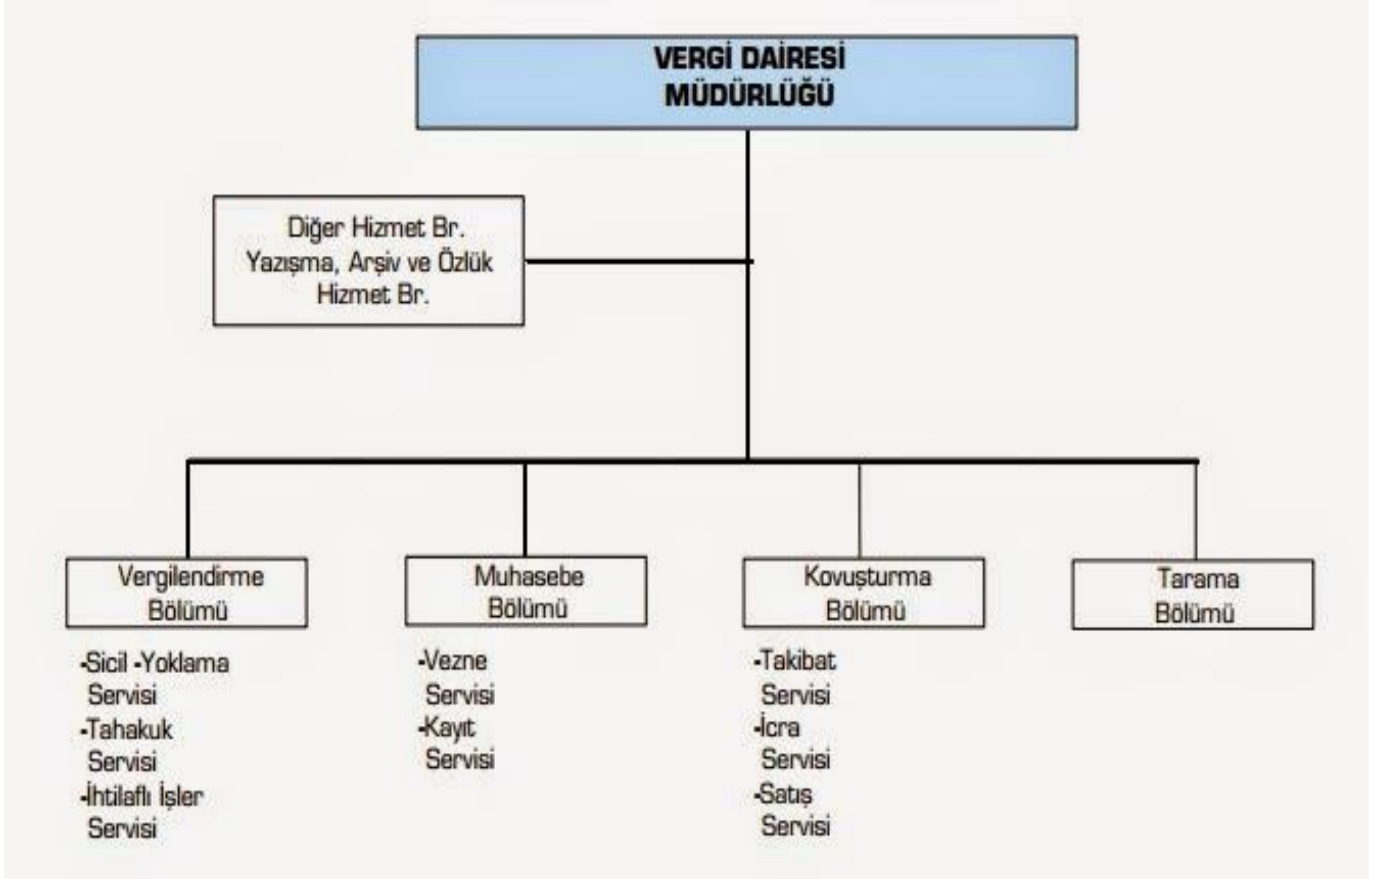 VERGİ DAİRESİ
MÜDÜRLÜĞÜ
Diğer Hizmet Br.
Yazışma, Arşiv ve Özlük
Hizmet Br.
Vergilendirme
Bölümü
-Sicil -Yoklama
Servisi
-Tahakuk
Servisi
-İhtilaflı İşler
Servisi
Muhasebe
Bölümü
-Vezne
Servisi
-Kayıt
Servisi
Kovuşturma
Bölümü
-Takibat
Servisi
-İcra
Servisi
-Satış
Servisi
Tarama
Bölümü